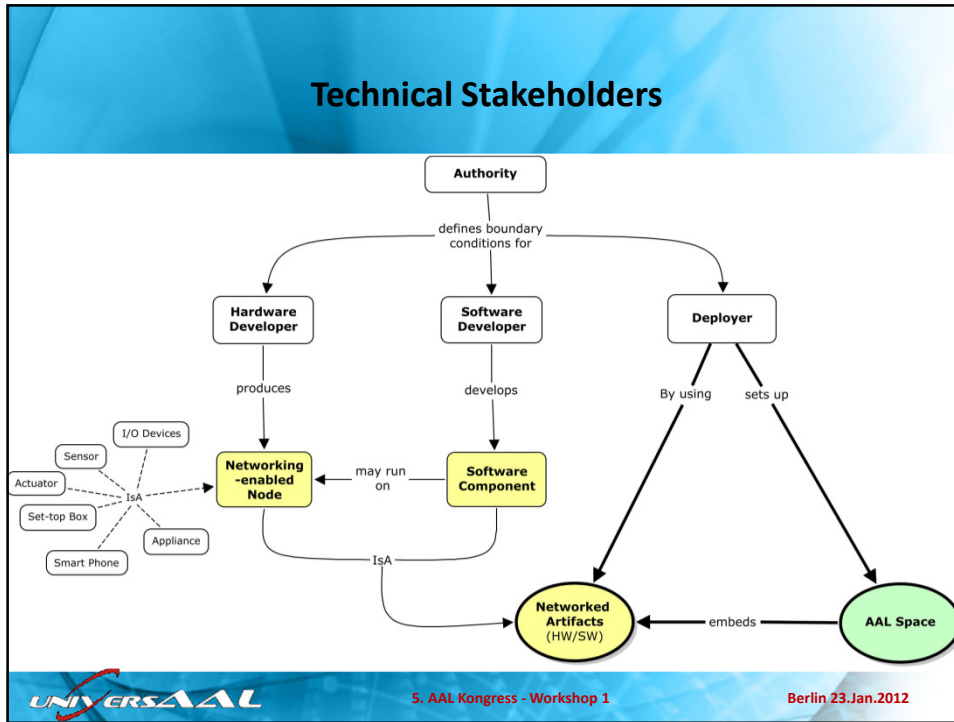 Technical Stakeholders
Authority
defines boundary
conditions for
Hardware
Developer
Software
Developer
Deployer
produces
develops
By using
sets up
I/O Devices
Sensor
Actuator
IsA
Set-top Box
Appliance
Smart Phone
Networking
-enabled
Node
may run
on
Software
Component
IsA
Networked
Artifacts
(HW/SW)
embeds
AAL Space
UNIVERSAAL
5. AAL Kongress - Workshop 1
Berlin 23.Jan.2012